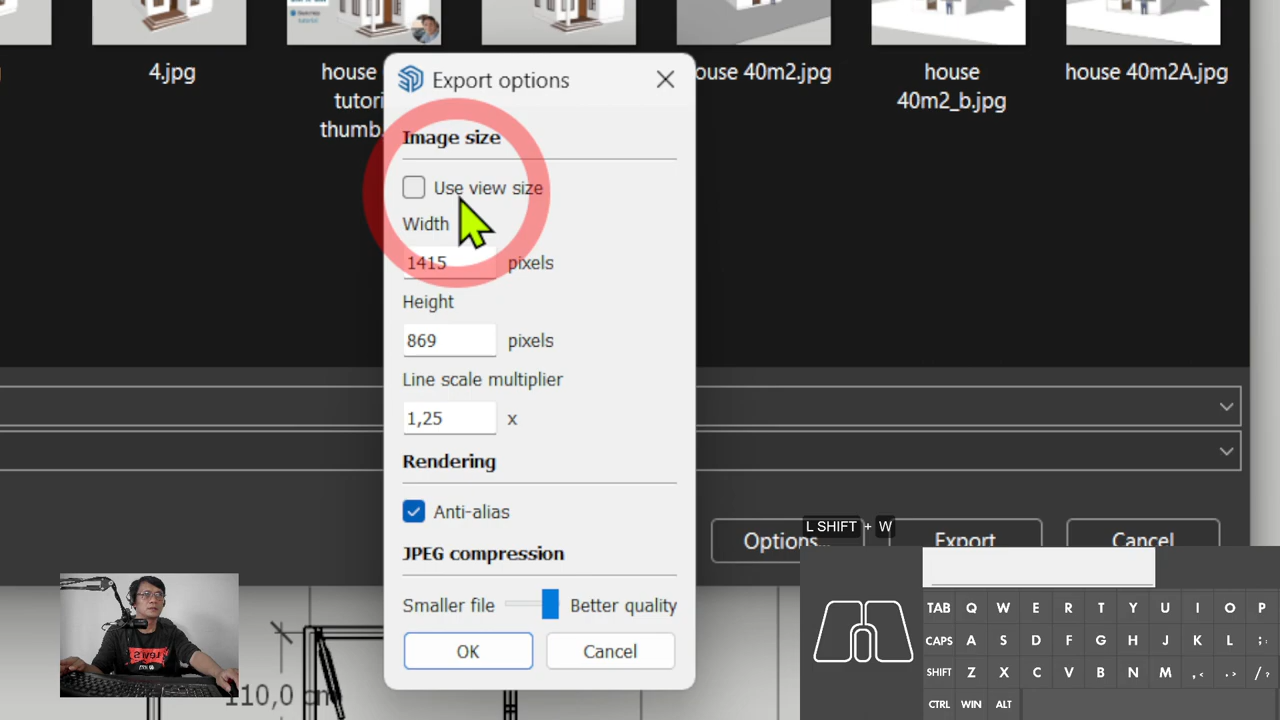 4.jpg
house
tutori
thumb.
ouse 40m2.jpg
house
40m2_b.jpg
house 40m2A.jpg
Export options
Image size
Use view size
Width
1415 pixels
Height
869 pixels
Line scale multiplier
1,25 x
Rendering
Anti-alias
JPEG compression
Smaller file Better quality
OK Cancel
Options... Export Cancel
L SHIFT + W
TAB Q W E R T Y U I O P
CAPS A S D F G H J K L ; :
SHIFT Z X C V B N M , < . > / ?
CTRL WIN ALT
110,0 cm